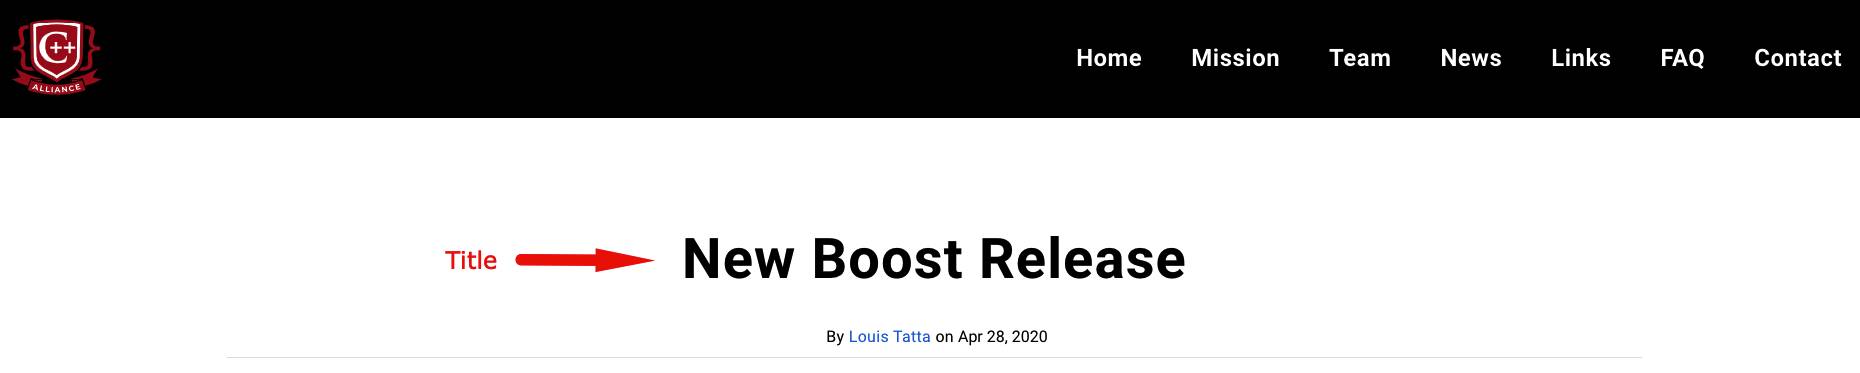 C++
ALLIANCE
Home Mission Team News Links FAQ Contact
Title New Boost Release
By Louis Tatta on Apr 28, 2020